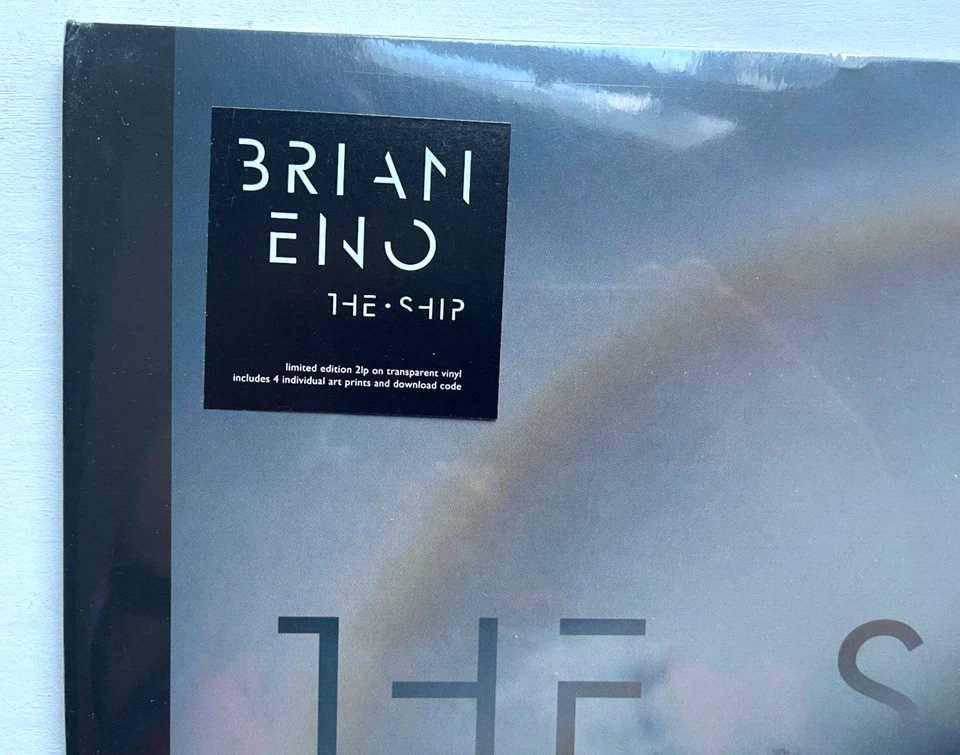 BRIAN
ENO
THE • SHIP
limited edition 2lp on transparent vinyl
includes 4 individual art prints and download code
THE S